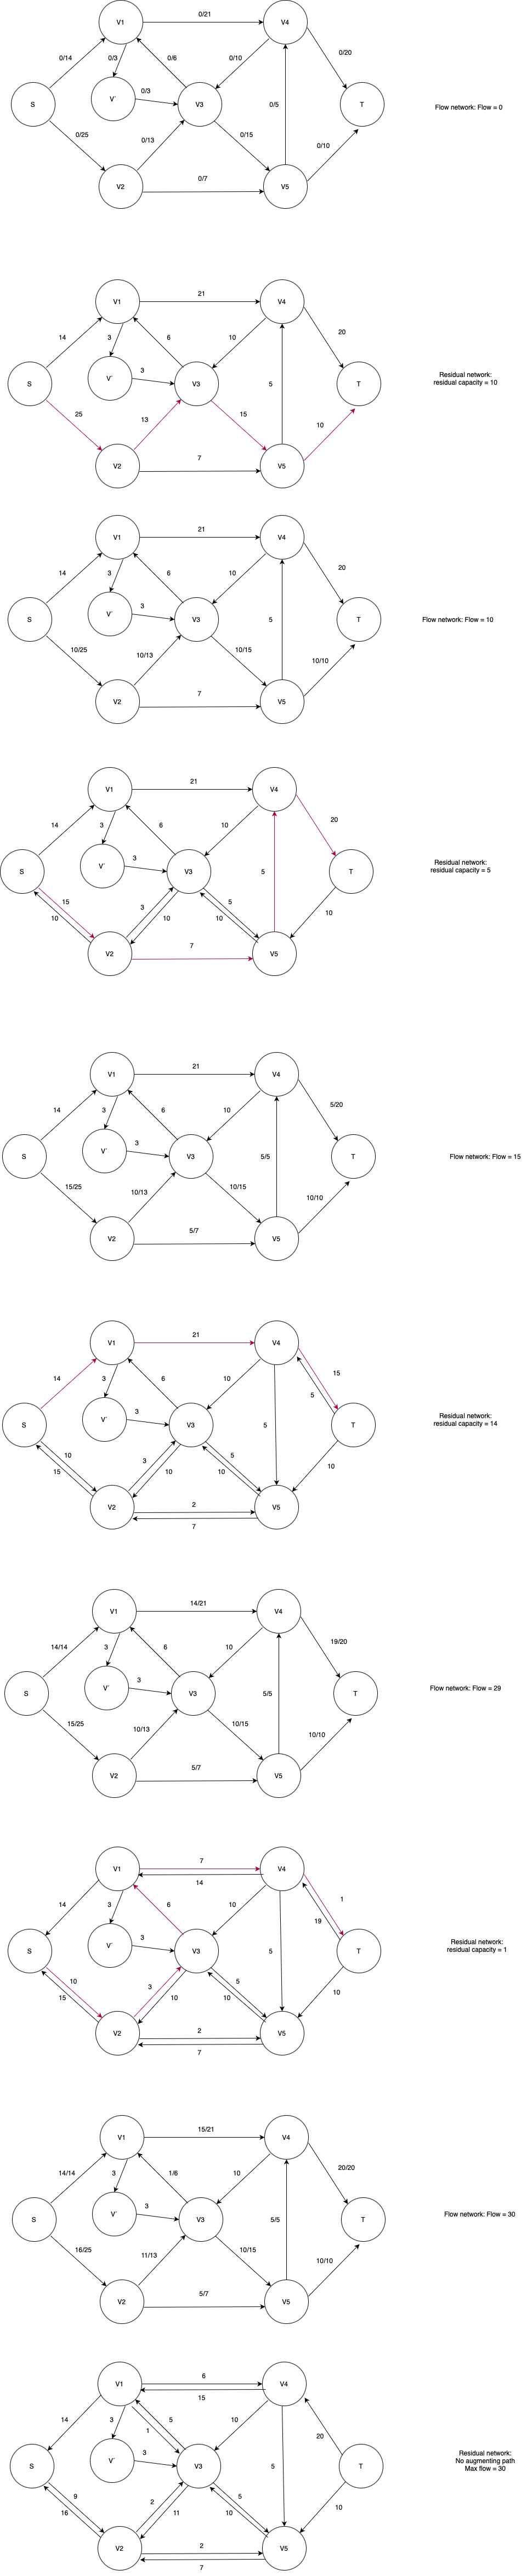 V1
0/21
V4
0/14
0/3
0/6
0/10
0/20
V´
0/3
S
V3
T
Flow network: Flow = 0
0/25
0/13
0/15
0/5
0/10
V2
0/7
V5
V1
21
V4
14
3
6
10
20
V´
3
S
V3
T
Residual network:
residual capacity = 10
25
13
15
5
10
V2
7
V5
V1
21
V4
14
3
6
10
20
V´
3
S
V3
5
T
Flow network: Flow = 10
10/25
10/13
10/15
10/10
V2
7
V5
V1
21
V4
14
3
6
10
20
V´
3
S
V3
5
T
Residual network:
residual capacity = 5
15
10
3
10
5
10
10
V2
7
V5
V1
21
V4
14
3
6
10
5/20
V´
3
S
V3
5/5
T
Flow network: Flow = 15
15/25
10/13
10/15
10/10
V2
5/7
V5
V1
21
V4
14
3
6
10
15
5
V´
3
S
V3
5
T
Residual network:
residual capacity = 14
10
15
3
10
5
10
10
V2
2
7
V5
V1
14/21
V4
14/14
3
6
10
19/20
V´
3
S
V3
5/5
T
Flow network: Flow = 29
15/25
10/13
10/15
10/10
V2
5/7
V5
V1
7
14
V4
14
3
6
10
1
19
V´
3
S
V3
5
T
Residual network:
residual capacity = 1
10
15
3
10
5
10
10
V2
2
7
V5
V1
15/21
V4
14/14
3
1/6
10
20/20
V´
3
S
V3
5/5
T
Flow network: Flow = 30
16/25
11/13
10/15
10/10
V2
5/7
V5
V1
6
15
V4
14
3
5
1
10
20
V´
3
S
V3
5
T
Residual network:
No augmenting path
Max flow = 30
9
16
2
11
5
10
10
V2
2
7
V5